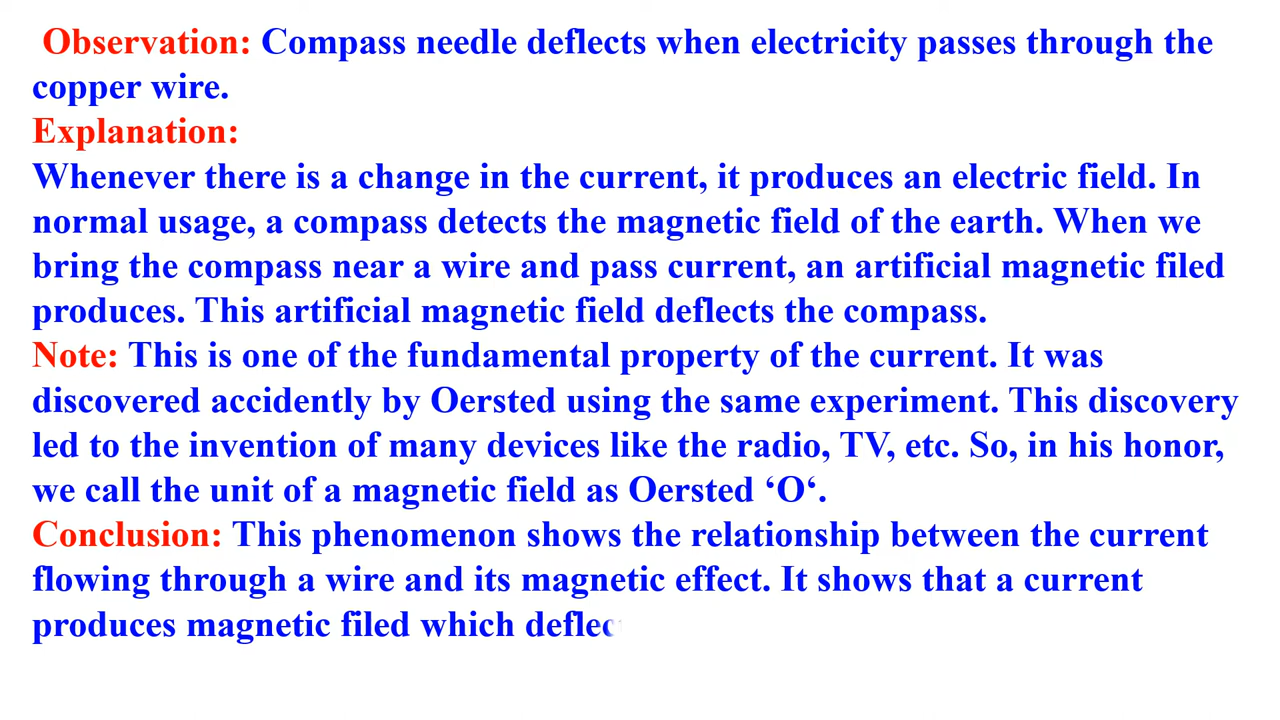 Observation: Compass needle deflects when electricity passes through the
copper wire.
Explanation:
Whenever there is a change in the current, it produces an electric field. In
normal usage, a compass detects the magnetic field of the earth. When we
bring the compass near a wire and pass current, an artificial magnetic filed
produces. This artificial magnetic field deflects the compass.
Note: This is one of the fundamental property of the current. It was
discovered accidently by Oersted using the same experiment. This discovery
led to the invention of many devices like the radio, TV, etc. So, in his honor,
we call the unit of a magnetic field as Oersted ‘O‘.
Conclusion: This phenomenon shows the relationship between the current
flowing through a wire and its magnetic effect. It shows that a current
produces magnetic filed which